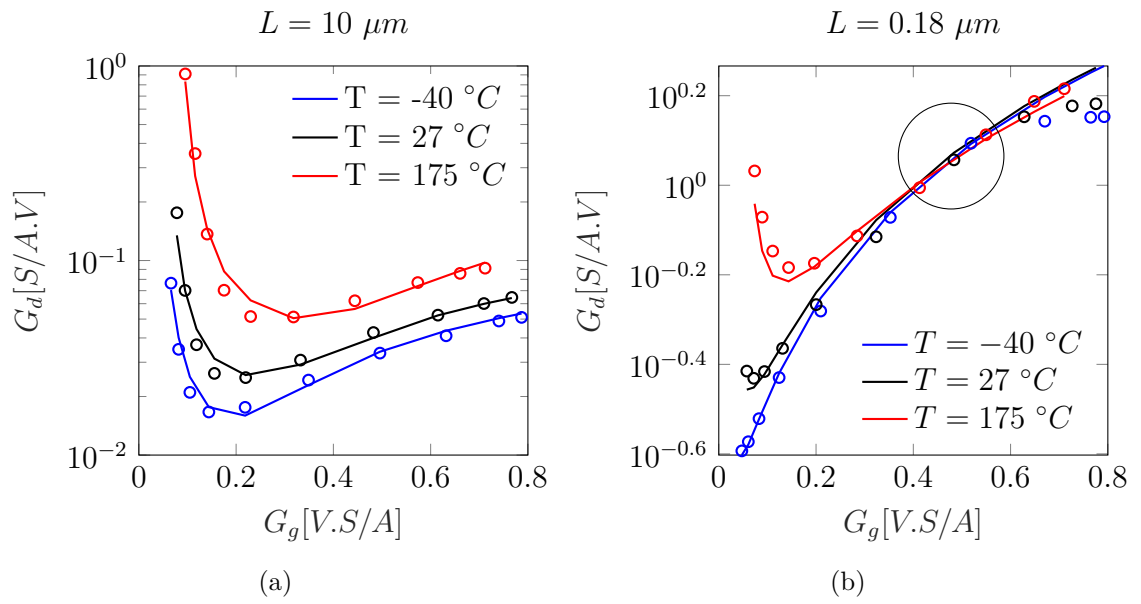 L = 10 μm
G_d[S/A.V]
10^0
10^-1
10^-2
T = -40 °C
T = 27 °C
T = 175 °C
0 0.2 0.4 0.6 0.8
G_g[V.S/A]
(a)
L = 0.18 μm
G_d[S/A.V]
10^0.2
10^0
10^-0.2
10^-0.4
10^-0.6
T = −40 °C
T = 27 °C
T = 175 °C
0 0.2 0.4 0.6 0.8
G_g[V.S/A]
(b)